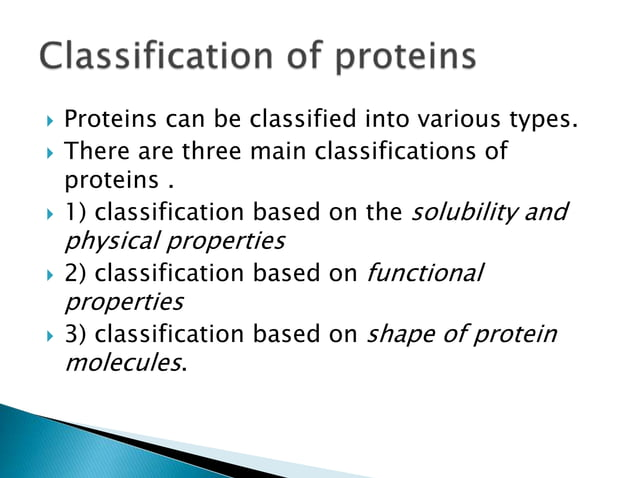 Classification of proteins
Proteins can be classified into various types.
There are three main classifications of
proteins .
1) classification based on the solubility and
physical properties
2) classification based on functional
properties
3) classification based on shape of protein
molecules.